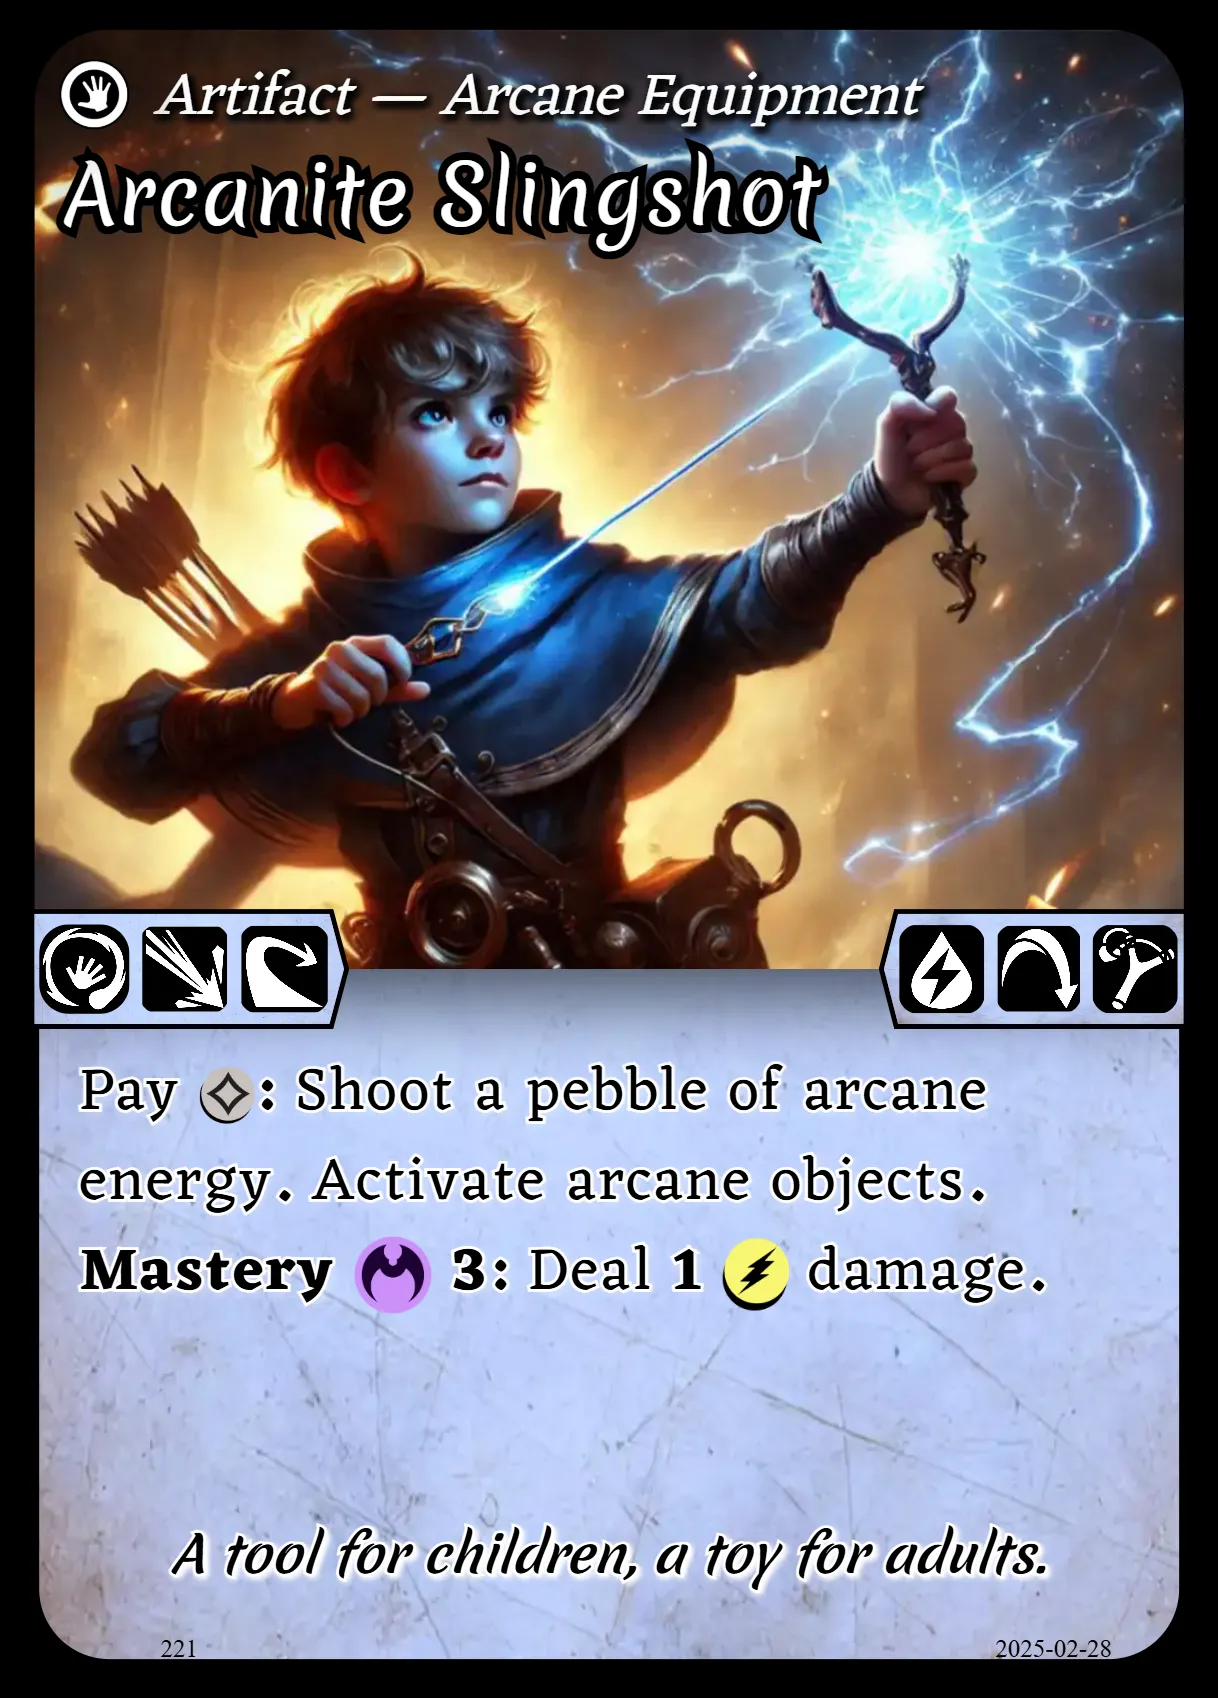 Artifact — Arcane Equipment
Arcanite Slingshot
Pay : Shoot a pebble of arcane
energy. Activate arcane objects.
Mastery 3: Deal 1 damage.
A tool for children, a toy for adults.
221
2025-02-28